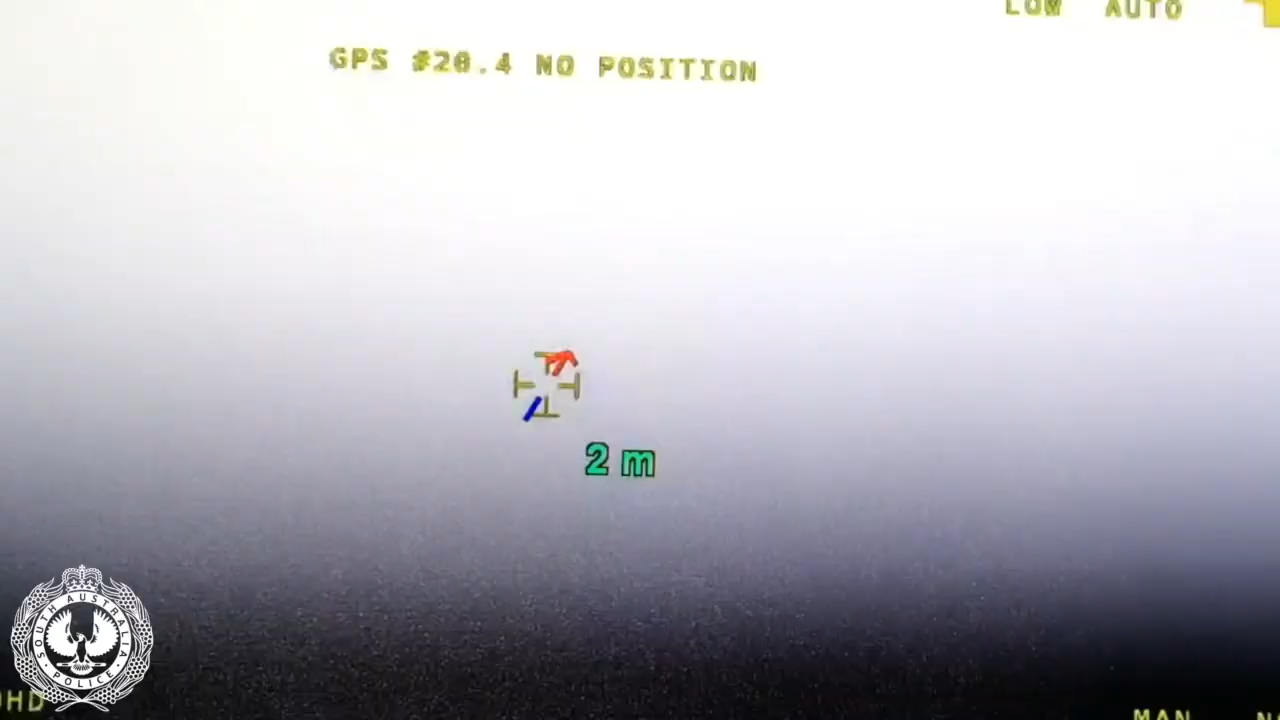 LOW AUTO
GPS #20.4 NO POSITION
2 m
SOUTH AUSTRALIA
POLICE
MAN